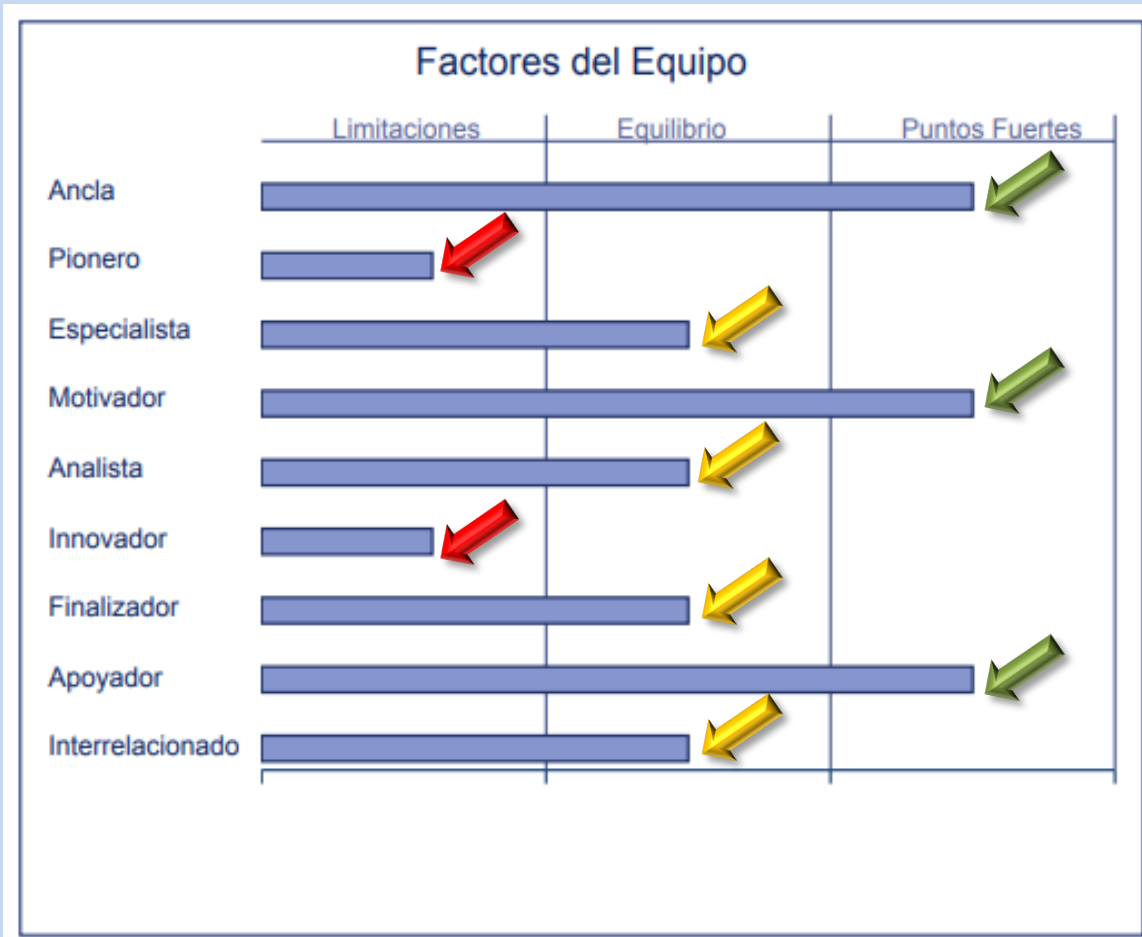 Factores del Equipo
Limitaciones Equilibrio Puntos Fuertes
Ancla
Pionero
Especialista
Motivador
Analista
Innovador
Finalizador
Apoyador
Interrelacionado